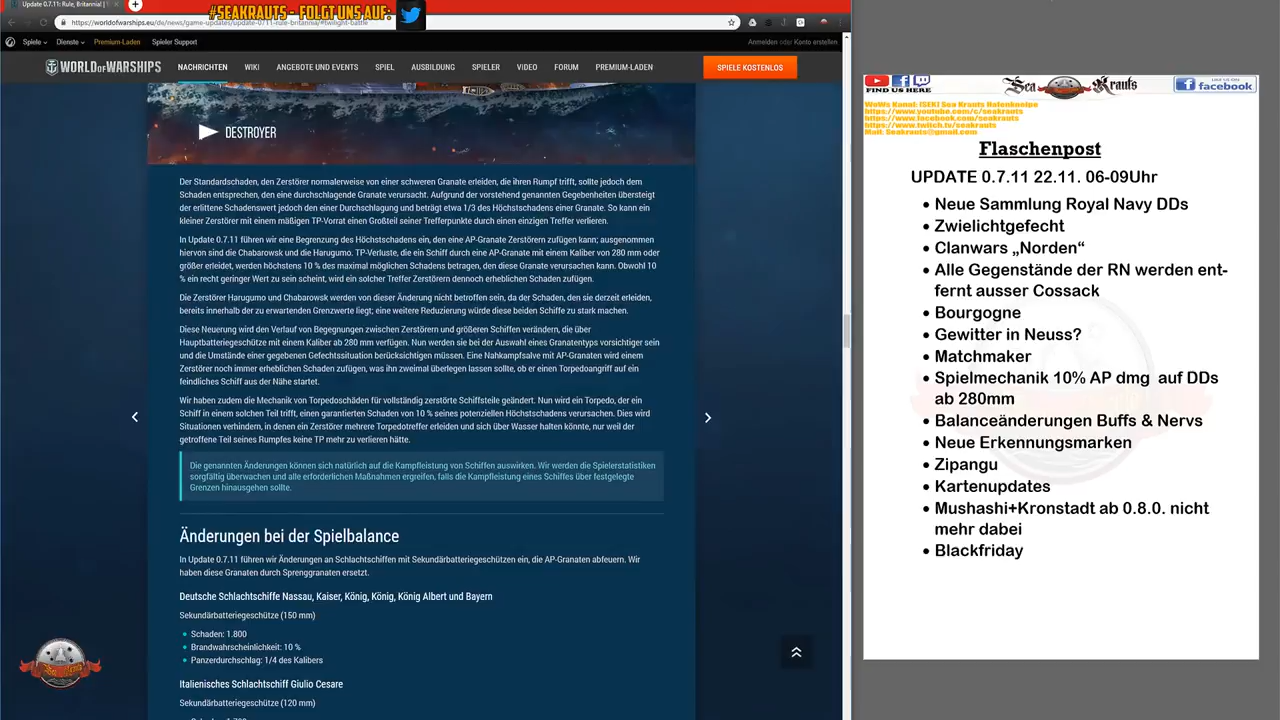 Update 0.7.11: Rule, Britannia! |
#SEAKRAUTS - FOLGT UNS AUF:
https://worldofwarships.eu/de/news/game-updates/update-0711-rule-britannia/#twilight-battle
Spiele Dienste Premium-Laden Spieler Support
Anmelden oder Konto erstellen
WORLD OF WARSHIPS NACHRICHTEN WIKI ANGEBOTE UND EVENTS SPIEL AUSBILDUNG SPIELER VIDEO FORUM PREMIUM-LADEN SPIELE KOSTENLOS
DESTROYER
Der Standardschaden, den Zerstörer normalerweise von einer schweren Granate erleiden, die ihren Rumpf trifft, sollte jedoch dem
Schaden entsprechen, den eine durchschlagende Granate verursacht. Aufgrund der vorstehend genannten Gegebenheiten übersteigt
der erlittene Schadenswert jedoch den einer Durchschlagung und beträgt etwa 1/3 des Höchstschadens einer Granate. So kann ein
kleiner Zerstörer mit einem mäßigen TP-Vorrat einen Großteil seiner Trefferpunkte durch einen einzigen Treffer verlieren.
In Update 0.7.11 führen wir eine Begrenzung des Höchstschadens ein, den eine AP-Granate Zerstörern zufügen kann; ausgenommen
hiervon sind die Chabarowsk und die Harugumo. TP-Verluste, die ein Schiff durch eine AP-Granate mit einem Kaliber von 280 mm oder
größer erleidet, werden höchstens 10 % des maximal möglichen Schadens betragen, den diese Granate verursachen kann. Obwohl 10
% ein recht geringer Wert zu sein scheint, wird ein solcher Treffer Zerstörern dennoch erheblichen Schaden zufügen.
Die Zerstörer Harugumo und Chabarowsk werden von dieser Änderung nicht betroffen sein, da der Schaden, den sie derzeit erleiden,
bereits innerhalb der zu erwartenden Grenzwerte liegt; eine weitere Reduzierung würde diese beiden Schiffe zu stark machen.
Diese Neuerung wird den Verlauf von Begegnungen zwischen Zerstörern und größeren Schiffen verändern, die über
Hauptbatteriegeschütze mit einem Kaliber ab 280 mm verfügen. Nun werden sie bei der Auswahl eines Granatentyps vorsichtiger sein
und die Umstände einer gegebenen Gefechtssituation berücksichtigen müssen. Eine Nahkampfsalve mit AP-Granaten wird einem
Zerstörer noch immer erheblichen Schaden zufügen, was ihn zweimal überlegen lassen sollte, ob er einen Torpedoangriff auf ein
feindliches Schiff aus der Nähe startet.
Wir haben zudem die Mechanik von Torpedoschäden für vollständig zerstörte Schiffsteile geändert. Nun wird ein Torpedo, der ein
Schiff in einem solchen Teil trifft, einen garantierten Schaden von 10 % seines potenziellen Höchstschadens verursachen. Dies wird
Situationen verhindern, in denen ein Zerstörer mehrere Torpedotreffer erleiden und sich über Wasser halten könnte, nur weil der
getroffene Teil seines Rumpfes keine TP mehr zu verlieren hätte.
Die genannten Änderungen können sich natürlich auf die Kampfleistung von Schiffen auswirken. Wir werden die Spielerstatistiken
sorgfältig überwachen und alle erforderlichen Maßnahmen ergreifen, falls die Kampfleistung eines Schiffes über festgelegte
Grenzen hinausgehen sollte.
Änderungen bei der Spielbalance
In Update 0.7.11 führen wir Änderungen an Schlachtschiffen mit Sekundärbatteriegeschützen ein, die AP-Granaten abfeuern. Wir
haben diese Granaten durch Sprenggranaten ersetzt.
Deutsche Schlachtschiffe Nassau, Kaiser, König, König, König Albert und Bayern
Sekundärbatteriegeschütze (150 mm)
Schaden: 1.800
Brandwahrscheinlichkeit: 10 %
Panzerdurchschlag: 1/4 des Kalibers
Italienisches Schlachtschiff Giulio Cesare
Sekundärbatteriegeschütze (120 mm)
FIND US HERE
Sea Krauts
LIKE US ON
facebook
WoWs Kanal: [SEK] Sea Krauts Hafenkneipe
https://www.youtube.com/c/seakrauts
https://www.facebook.com/seakrauts
https://www.twitch.tv/seakrauts
Mail: Seakrauts@gmail.com
Flaschenpost
UPDATE 0.7.11 22.11. 06-09Uhr
• Neue Sammlung Royal Navy DDs
• Zwielichtgefecht
• Clanwars „Norden“
• Alle Gegenstände der RN werden ent-
fernt ausser Cossack
• Bourgogne
• Gewitter in Neuss?
• Matchmaker
• Spielmechanik 10% AP dmg auf DDs
ab 280mm
• Balanceänderungen Buffs & Nervs
• Neue Erkennungsmarken
• Zipangu
• Kartenupdates
• Mushashi+Kronstadt ab 0.8.0. nicht
mehr dabei
• Blackfriday